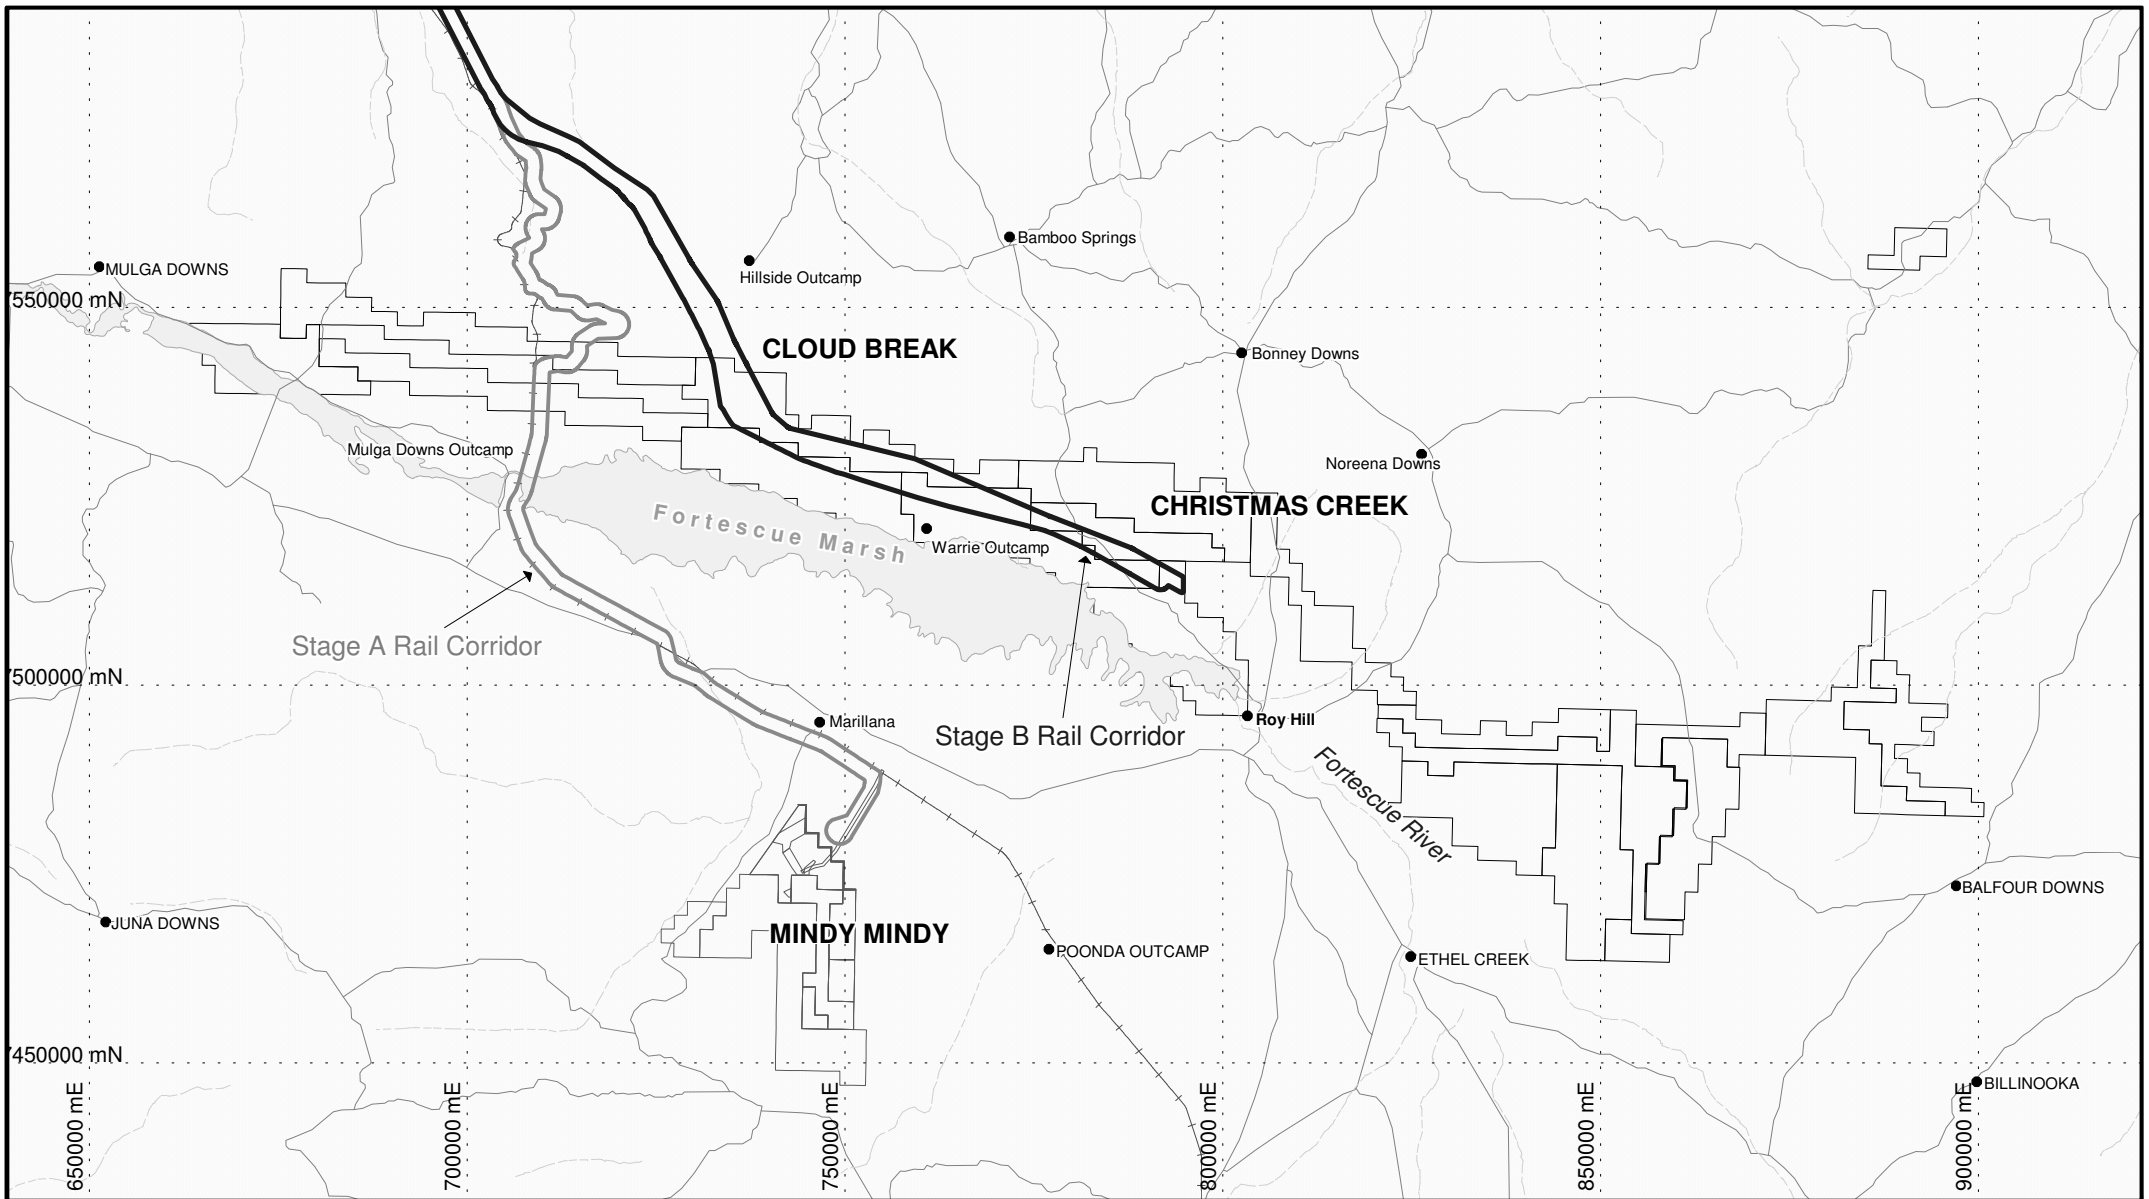 Bamboo Springs
MULGA DOWNS
Hillside Outcamp
550000 mN
CLOUD BREAK
Bonney Downs
Mulga Downs Outcamp
Noreena Downs
CHRISTMAS CREEK
Fortescue Marsh
Warrie Outcamp
Stage A Rail Corridor
500000 mN
Marillana
Roy Hill
Stage B Rail Corridor
Fortescue River
BALFOUR DOWNS
JUNA DOWNS
MINDY MINDY
POONDA OUTCAMP
ETHEL CREEK
450000 mN
BILLINOOKA
650000 mE
700000 mE
750000 mE
800000 mE
850000 mE
900000 mE